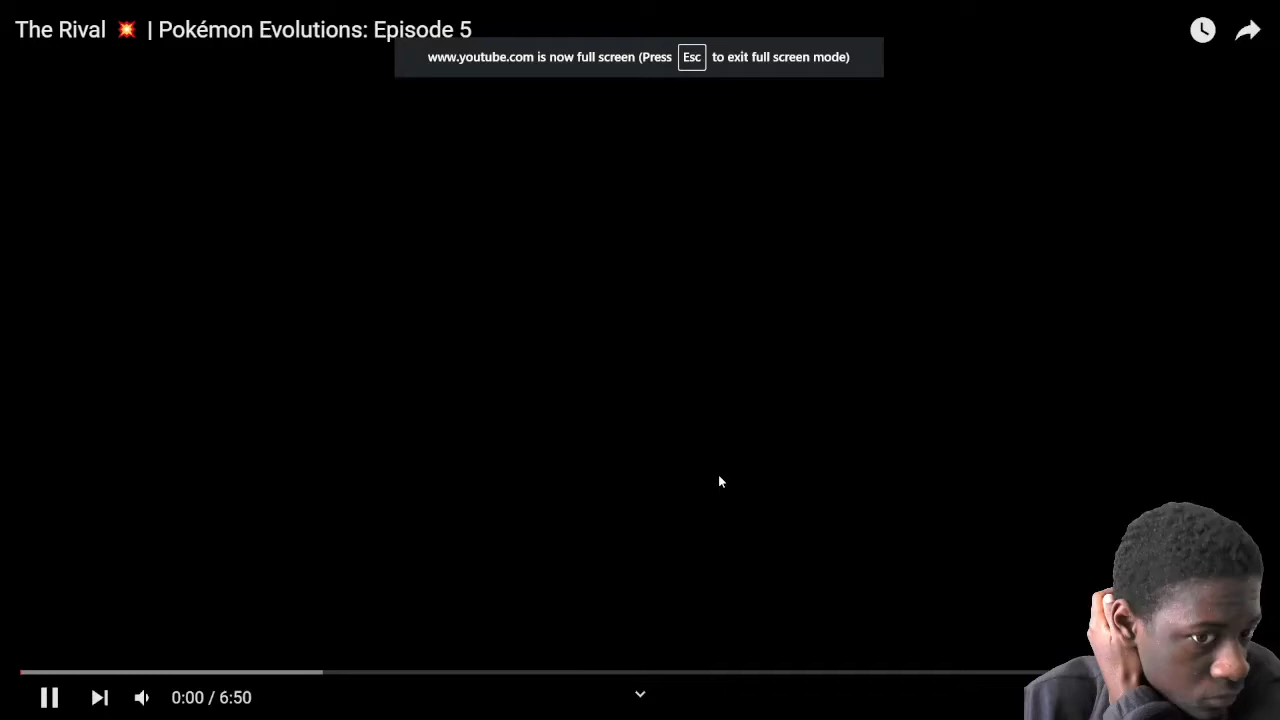 The Rival 💥 | Pokémon Evolutions: Episode 5
www.youtube.com is now full screen (Press Esc to exit full screen mode)
0:00 / 6:50